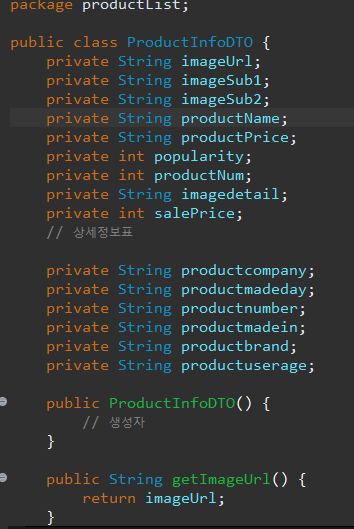 package productList;
public class ProductInfoDTO {
private String imageUrl;
private String imageSub1;
private String imageSub2;
private String productName;
private String productPrice;
private int popularity;
private int productNum;
private String imagedetail;
private int salePrice;
// 상세정보표
private String productcompany;
private String productmadeday;
private String productnumber;
private String productmadein;
private String productbrand;
private String productuserage;
public ProductInfoDTO() {
// 생성자
}
public String getImageUrl() {
return imageUrl;
}